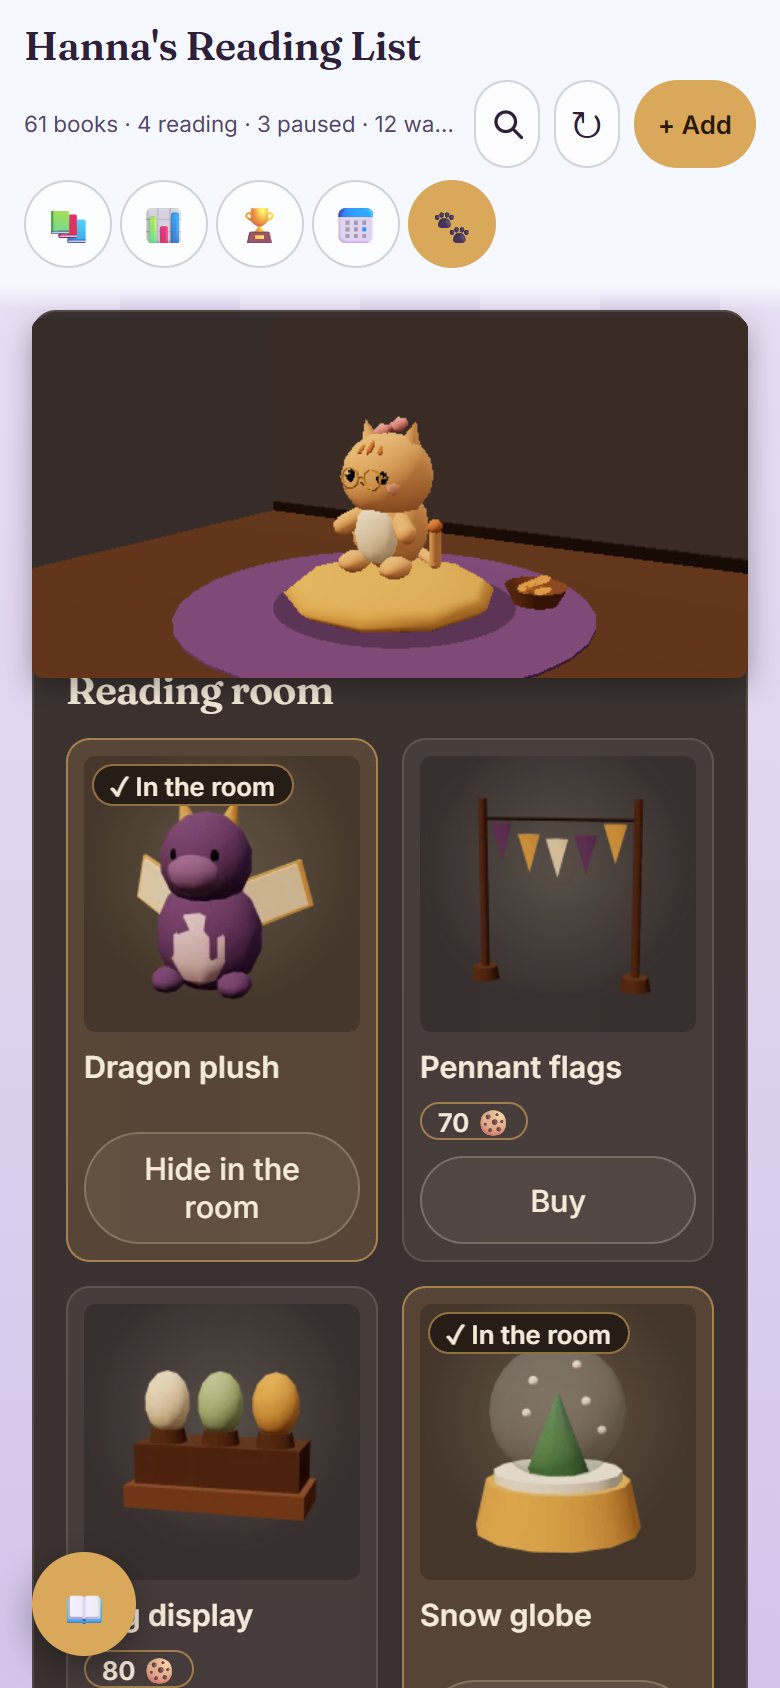 Hanna's Reading List
61 books · 4 reading · 3 paused · 12 wa...
+ Add
Reading room
✓ In the room
Dragon plush
Hide in the
room
Pennant flags
70
Buy
display
80
✓ In the room
Snow globe